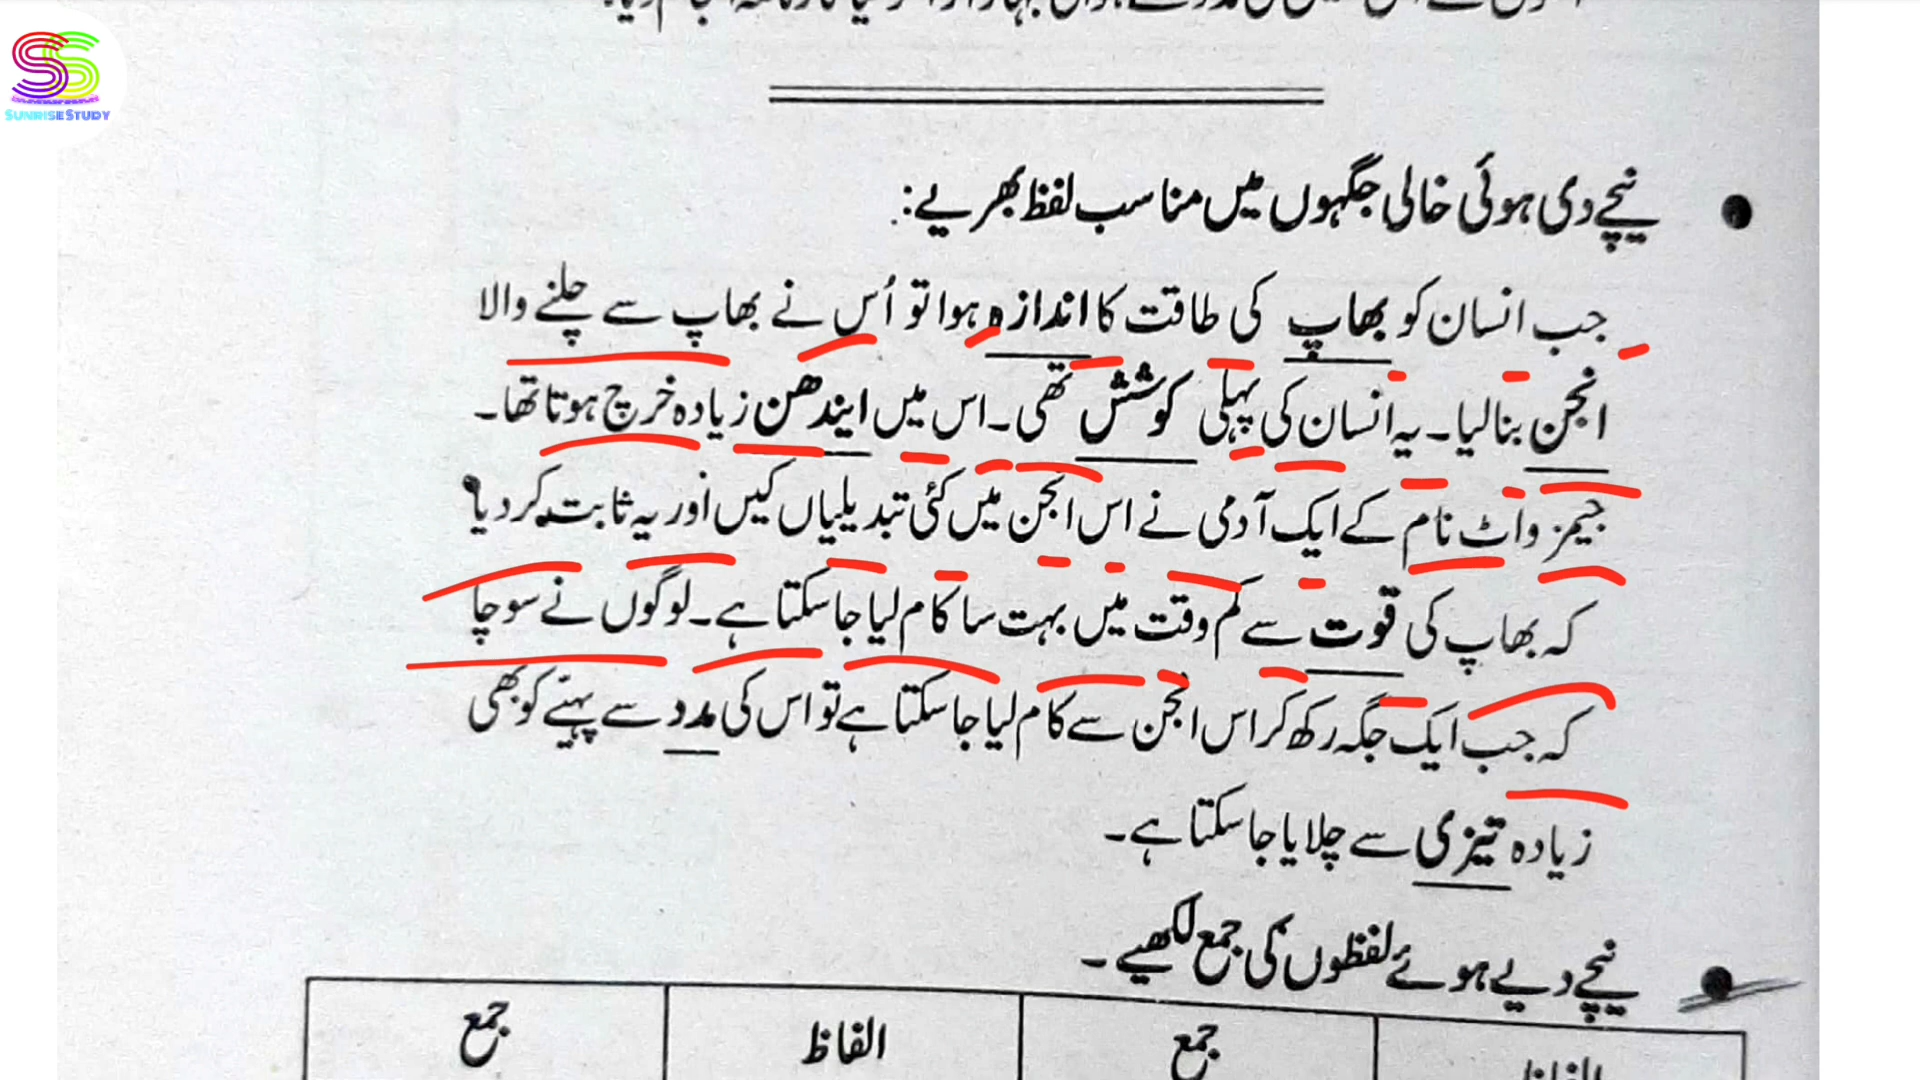 SUNRISE STUDY
نیچے دی ہوئی خالی جگہوں میں مناسب لفظ بھریے:
جب انسان کو بھاپ کی طاقت کا اندازہ ہوا تو اُس نے بھاپ سے چلنے والا
انجن بنالیا۔ یہ انسان کی پہلی کوشش تھی۔ اس میں ایندھن زیادہ خرچ ہوتا تھا۔
جیمز واٹ نام کے ایک آدمی نے اس انجن میں کئی تبدیلیاں کیں اور یہ ثابت کر دیا
کہ بھاپ کی قوت سے کم وقت میں بہت سا کام لیا جاسکتا ہے۔ لوگوں نے سوچا
کہ جب ایک جگہ رکھ کر اس انجن سے کام لیا جاسکتا ہے تو اس کی مدد سے پہیے کو بھی
زیادہ تیزی سے چلایا جاسکتا ہے۔
نیچے دیے ہوئے لفظوں کی جمع لکھیے۔
جمع الفاظ جمع